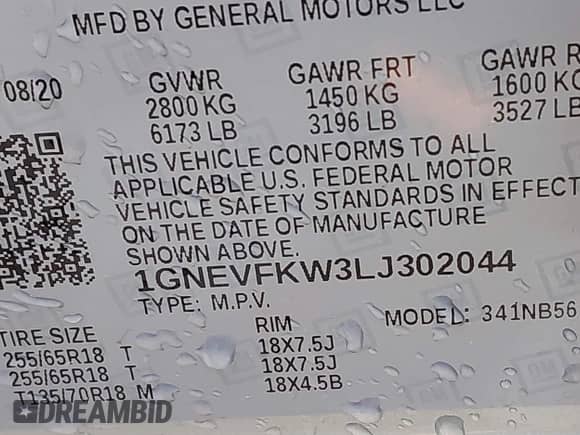 MFD BY GENERAL MOTORS LLC
08/20 GVWR GAWR FRT GAWR R
2800 KG 1450 KG 1600 KG
6173 LB 3196 LB 3527 LB
THIS VEHICLE CONFORMS TO ALL
APPLICABLE U.S. FEDERAL MOTOR
VEHICLE SAFETY STANDARDS IN EFFECT
ON THE DATE OF MANUFACTURE
SHOWN ABOVE.
1GNEVFKW3LJ302044
TYPE: M.P.V. MODEL: 341NB56
TIRE SIZE RIM
255/65R18 T 18X7.5J
255/65R18 T 18X7.5J
T135/70R18 M 18X4.5B
DREAMBID